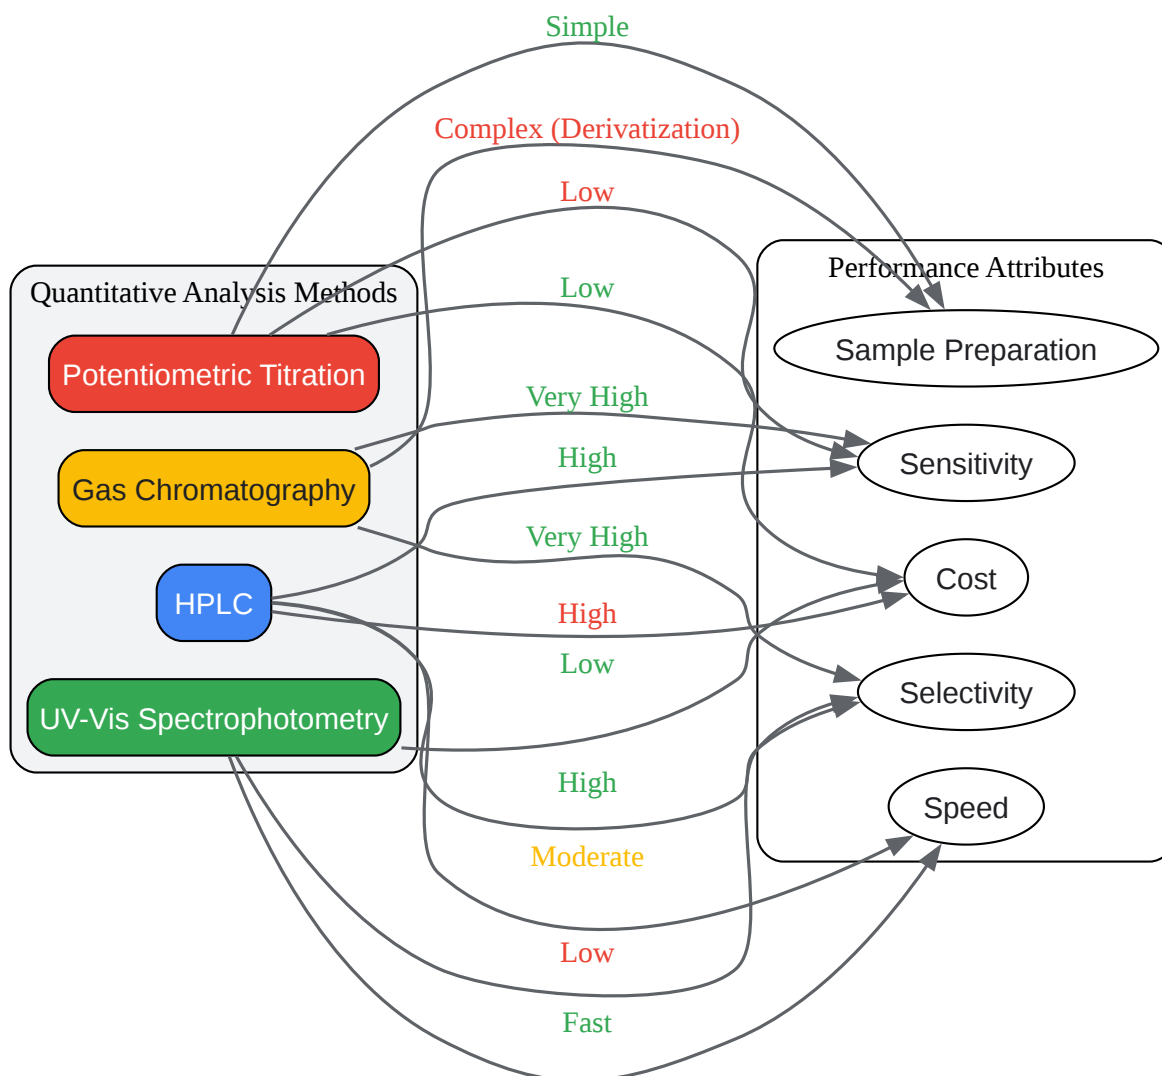 Simple
Complex (Derivatization)
Low
Quantitative Analysis Methods
Performance Attributes
Low
Potentiometric Titration
Sample Preparation
Very High
High
Gas Chromatography
Sensitivity
Very High
HPLC
High
Cost
Low
UV-Vis Spectrophotometry
Selectivity
High
Speed
Moderate
Low
Fast